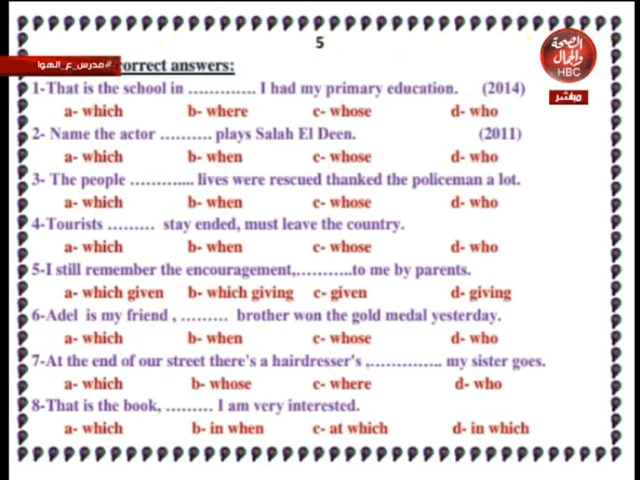 5
الصحة
والجمال
HBC
مباشر
#مدرس_ع_الهوا
orrect answers:
1-That is the school in ............. I had my primary education. (2014)
a- which b- where c- whose d- who
2- Name the actor .......... plays Salah El Deen. (2011)
a- which b- when c- whose d- who
3- The people ............... lives were rescued thanked the policeman a lot.
a- which b- when c- whose d- who
4-Tourists ......... stay ended, must leave the country.
a- which b- when c- whose d- who
5-I still remember the encouragement,...........to me by parents.
a- which given b- which giving c- given d- giving
6-Adel is my friend , ......... brother won the gold medal yesterday.
a- which b- when c- whose d- who
7-At the end of our street there's a hairdresser's ,.............. my sister goes.
a- which b- whose c- where d- who
8-That is the book, ......... I am very interested.
a- which b- in when c- at which d- in which